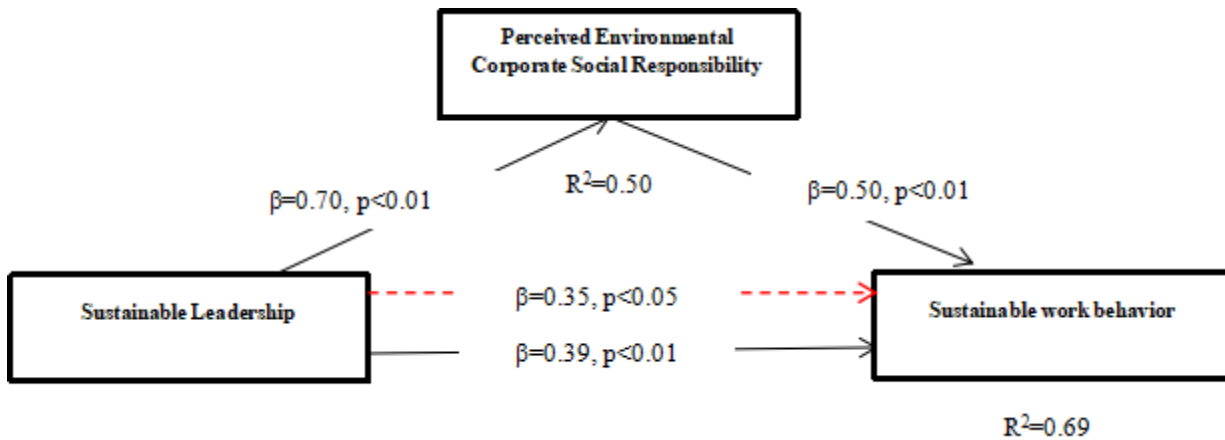 Perceived Environmental
Corporate Social Responsibility
R²=0.50
β=0.70, p<0.01
β=0.50, p<0.01
Sustainable Leadership
β=0.35, p<0.05
Sustainable work behavior
β=0.39, p<0.01
R²=0.69